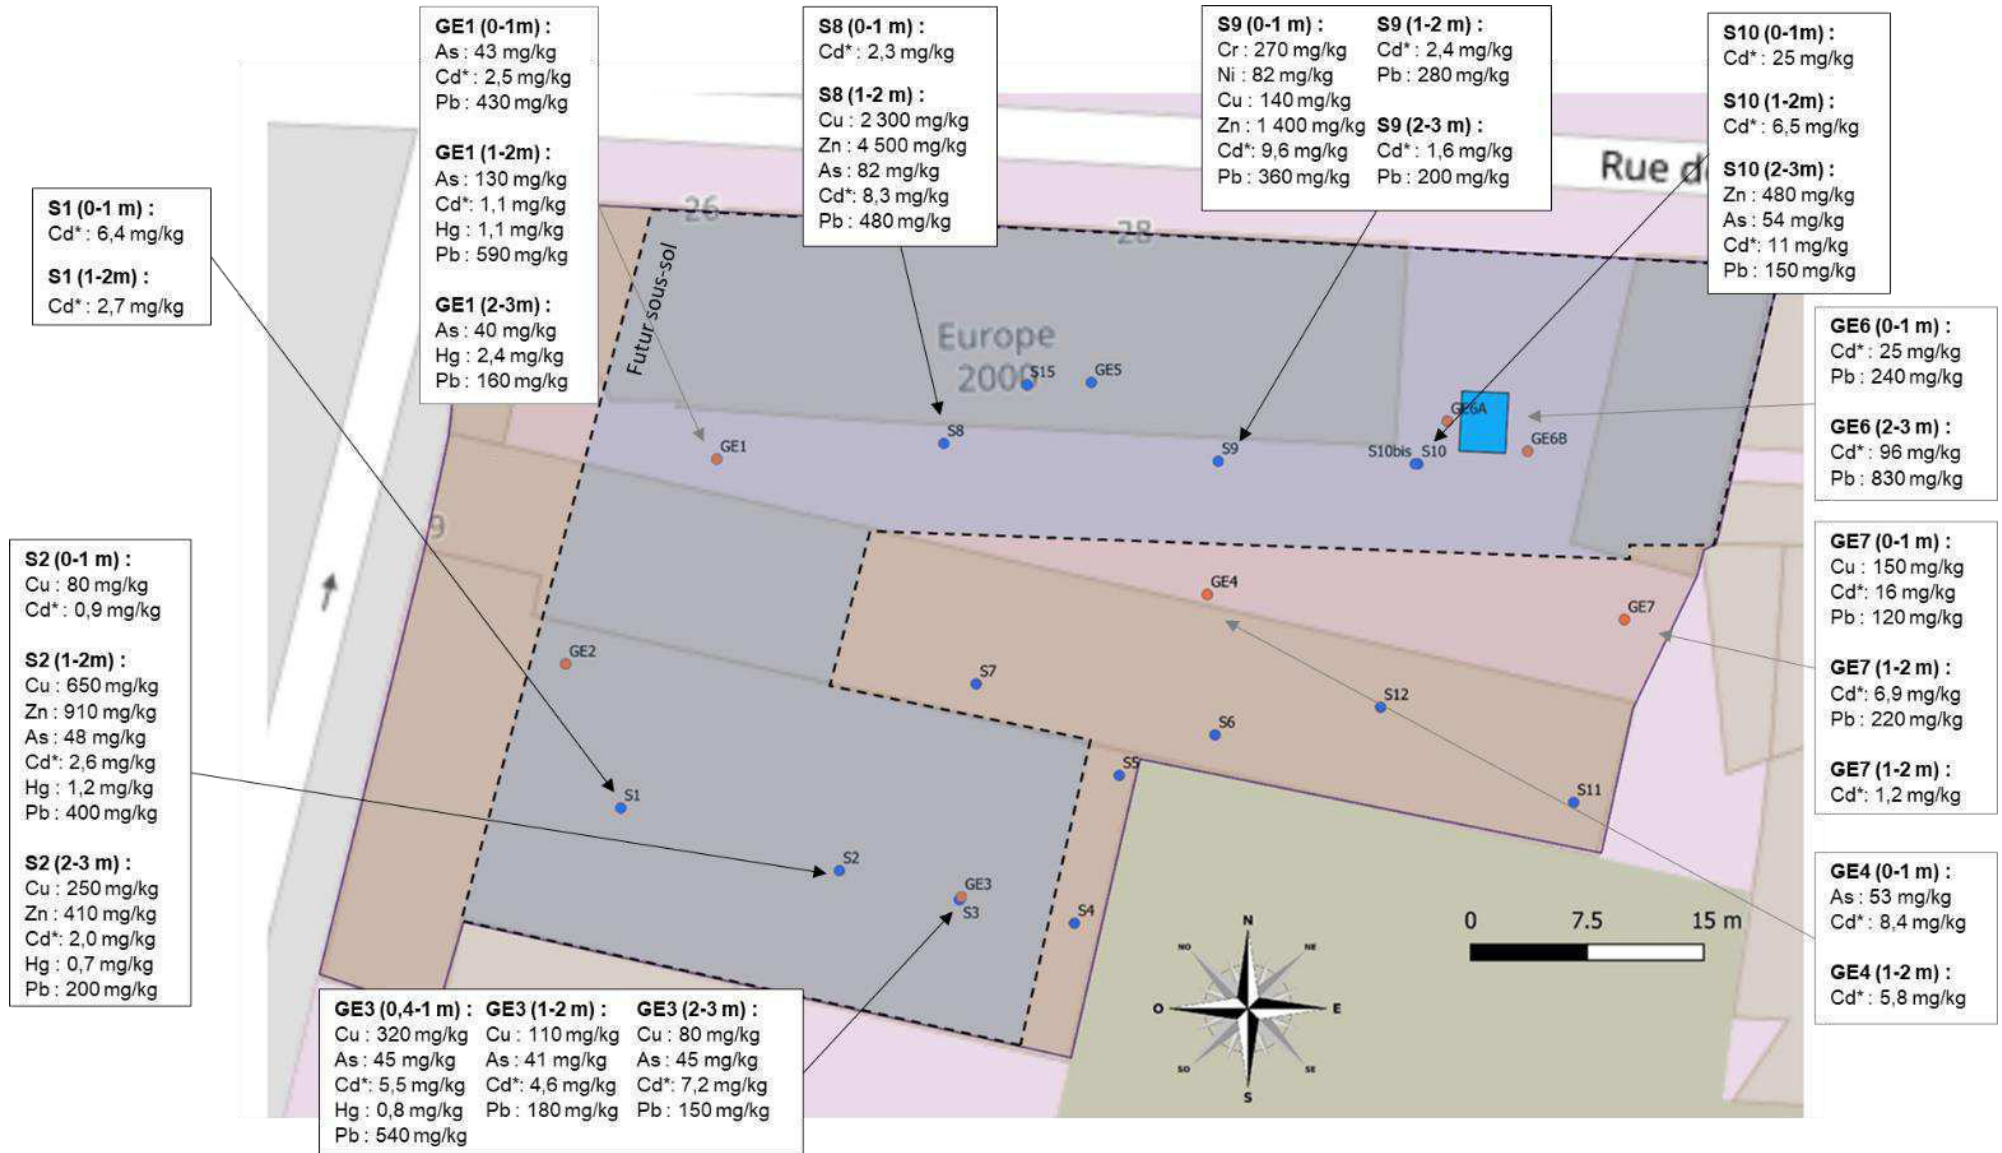 GE1 (0-1m) :
As : 43 mg/kg
Cd* : 2,5 mg/kg
Pb : 430 mg/kg
GE1 (1-2m) :
As : 130 mg/kg
Cd* : 1,1 mg/kg
Hg : 1,1 mg/kg
Pb : 590 mg/kg
GE1 (2-3m) :
As : 40 mg/kg
Hg : 2,4 mg/kg
Pb : 160 mg/kg
S8 (0-1 m) :
Cd* : 2,3 mg/kg
S8 (1-2 m) :
Cu : 2 300 mg/kg
Zn : 4 500 mg/kg
As : 82 mg/kg
Cd* : 8,3 mg/kg
Pb : 480 mg/kg
S9 (0-1 m) :
Cr : 270 mg/kg
Ni : 82 mg/kg
Cu : 140 mg/kg
Zn : 1 400 mg/kg
Cd* : 9,6 mg/kg
Pb : 360 mg/kg
S9 (1-2 m) :
Cd* : 2,4 mg/kg
Pb : 280 mg/kg
S9 (2-3 m) :
Cd* : 1,6 mg/kg
Pb : 200 mg/kg
S10 (0-1m) :
Cd* : 25 mg/kg
S10 (1-2m) :
Cd* : 6,5 mg/kg
S10 (2-3m) :
Zn : 480 mg/kg
As : 54 mg/kg
Cd* : 11 mg/kg
Pb : 150 mg/kg
Rue d
S1 (0-1 m) :
Cd* : 6,4 mg/kg
S1 (1-2m) :
Cd* : 2,7 mg/kg
26
28
Futur sous-sol
Europe
2000
S15
GE5
S8
GE1
S9
GE6A
S10bis
S10
GE6B
9
GE6 (0-1 m) :
Cd* : 25 mg/kg
Pb : 240 mg/kg
GE6 (2-3 m) :
Cd* : 96 mg/kg
Pb : 830 mg/kg
S2 (0-1 m) :
Cu : 80 mg/kg
Cd* : 0,9 mg/kg
S2 (1-2m) :
Cu : 650 mg/kg
Zn : 910 mg/kg
As : 48 mg/kg
Cd* : 2,6 mg/kg
Hg : 1,2 mg/kg
Pb : 400 mg/kg
S2 (2-3 m) :
Cu : 250 mg/kg
Zn : 410 mg/kg
Cd* : 2,0 mg/kg
Hg : 0,7 mg/kg
Pb : 200 mg/kg
GE4
GE7
GE2
S7
S12
S6
S5
S1
S11
S2
GE3
S3
S4
GE7 (0-1 m) :
Cu : 150 mg/kg
Cd* : 16 mg/kg
Pb : 120 mg/kg
GE7 (1-2 m) :
Cd* : 6,9 mg/kg
Pb : 220 mg/kg
GE7 (1-2 m) :
Cd* : 1,2 mg/kg
GE4 (0-1 m) :
As : 53 mg/kg
Cd* : 8,4 mg/kg
GE4 (1-2 m) :
Cd* : 5,8 mg/kg
0 7.5 15 m
N
NO
NE
O
E
SO
SE
S
GE3 (0,4-1 m) :
Cu : 320 mg/kg
As : 45 mg/kg
Cd* : 5,5 mg/kg
Hg : 0,8 mg/kg
Pb : 540 mg/kg
GE3 (1-2 m) :
Cu : 110 mg/kg
As : 41 mg/kg
Cd* : 4,6 mg/kg
Pb : 180 mg/kg
GE3 (2-3 m) :
Cu : 80 mg/kg
As : 45 mg/kg
Cd* : 7,2 mg/kg
Pb : 150 mg/kg